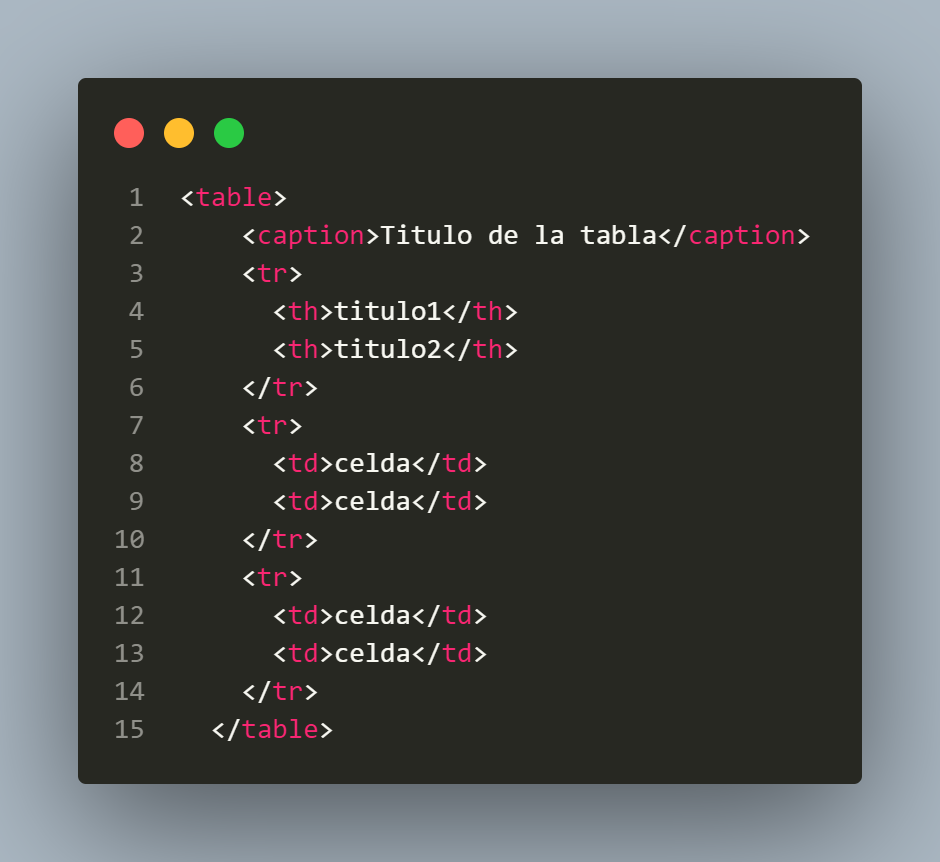 1 <table>
2 <caption>Titulo de la tabla</caption>
3 <tr>
4 <th>titulo1</th>
5 <th>titulo2</th>
6 </tr>
7 <tr>
8 <td>celda</td>
9 <td>celda</td>
10 </tr>
11 <tr>
12 <td>celda</td>
13 <td>celda</td>
14 </tr>
15 </table>